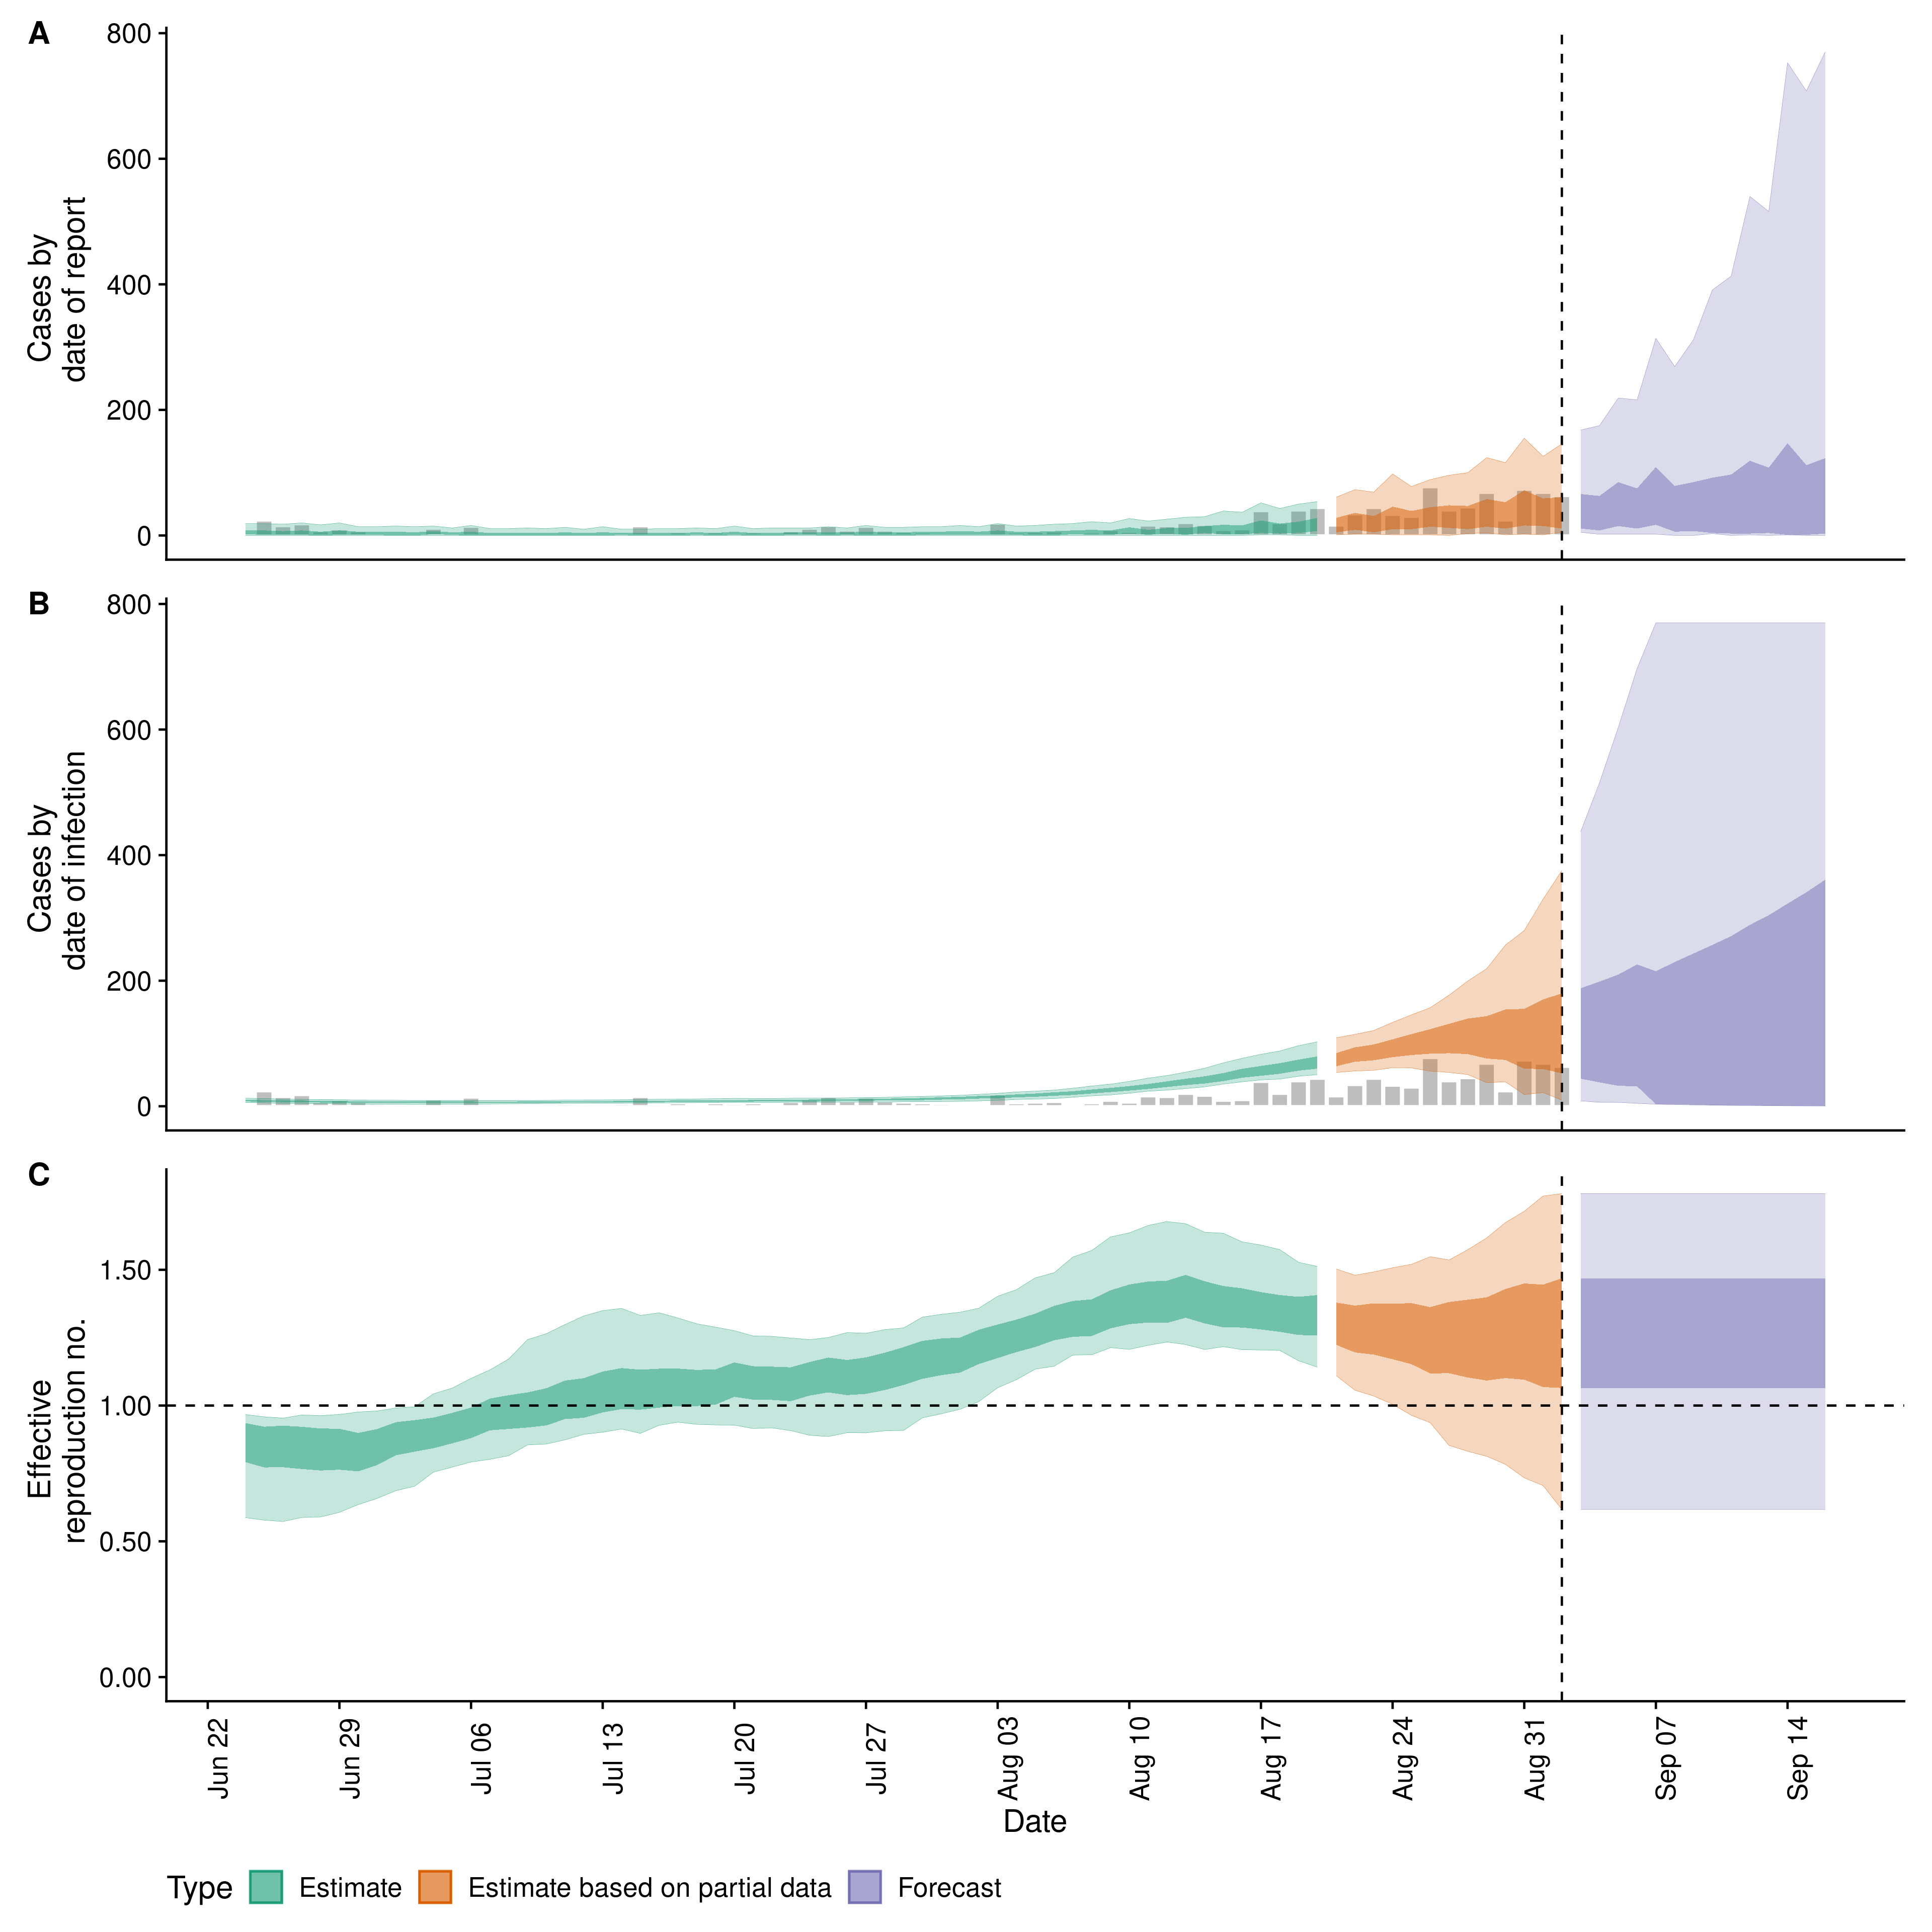 A
800
600
400
200
0
Cases by
date of report
B
800
600
400
200
0
Cases by
date of infection
C
1.50
1.00
0.50
0.00
Effective
reproduction no.
Jun 22
Jun 29
Jul 06
Jul 13
Jul 20
Jul 27
Aug 03
Aug 10
Aug 17
Aug 24
Aug 31
Sep 07
Sep 14
Date
Type Estimate Estimate based on partial data Forecast